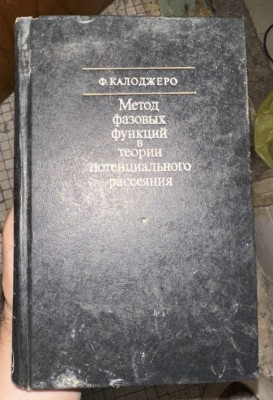 Ф. КАЛОДЖЕРО
Метод
фазовых
функций
в
теории
потенциального
рассеяния